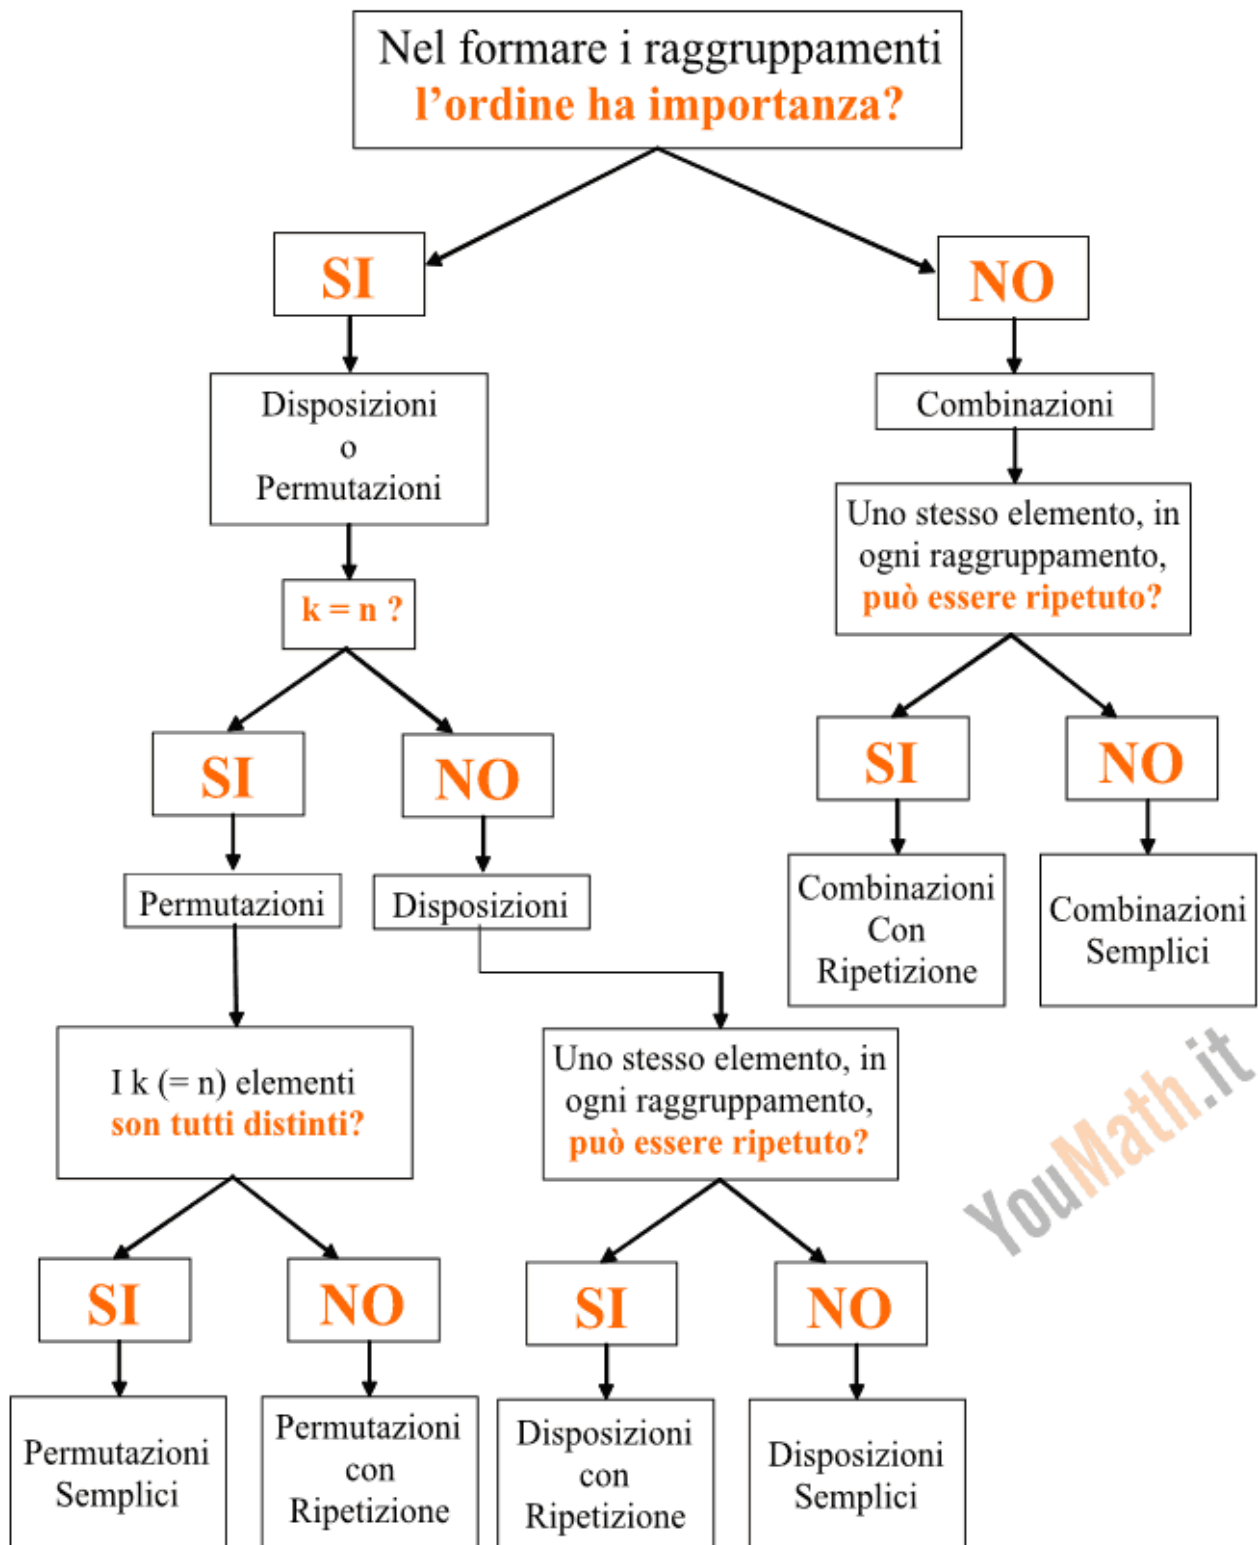 Nel formare i raggruppamenti
l'ordine ha importanza?
SI
NO
Disposizioni
o
Permutazioni
Combinazioni
k = n ?
Uno stesso elemento, in
ogni raggruppamento,
può essere ripetuto?
SI
NO
SI
NO
Permutazioni
Disposizioni
Combinazioni
Con
Ripetizione
Combinazioni
Semplici
I k (= n) elementi
son tutti distinti?
Uno stesso elemento, in
ogni raggruppamento,
può essere ripetuto?
YouMath.it
SI
NO
SI
NO
Permutazioni
Semplici
Permutazioni
con
Ripetizione
Disposizioni
con
Ripetizione
Disposizioni
Semplici